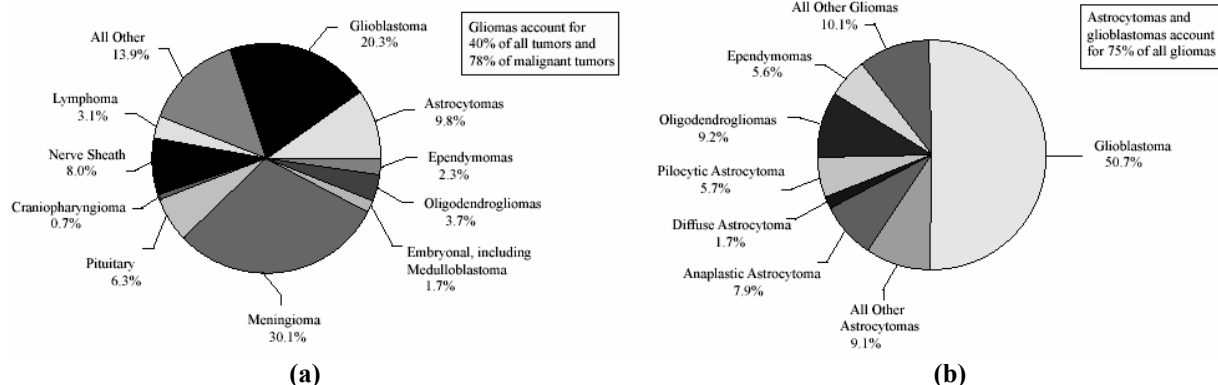 Glioblastoma
20.3%
Gliomas account for
40% of all tumors and
78% of malignant tumors
All Other
13.9%
Lymphoma
3.1%
Astrocytomas
9.8%
Nerve Sheath
8.0%
Ependymomas
2.3%
Craniopharyngioma
0.7%
Oligodendrogliomas
3.7%
Pituitary
6.3%
Embryonal, including
Medulloblastoma
1.7%
Meningioma
30.1%
(a)
All Other Gliomas
10.1%
Astrocytomas and
glioblastomas account
for 75% of all gliomas
Ependymomas
5.6%
Oligodendrogliomas
9.2%
Glioblastoma
50.7%
Pilocytic Astrocytoma
5.7%
Diffuse Astrocytoma
1.7%
Anaplastic Astrocytoma
7.9%
All Other
Astrocytomas
9.1%
(b)